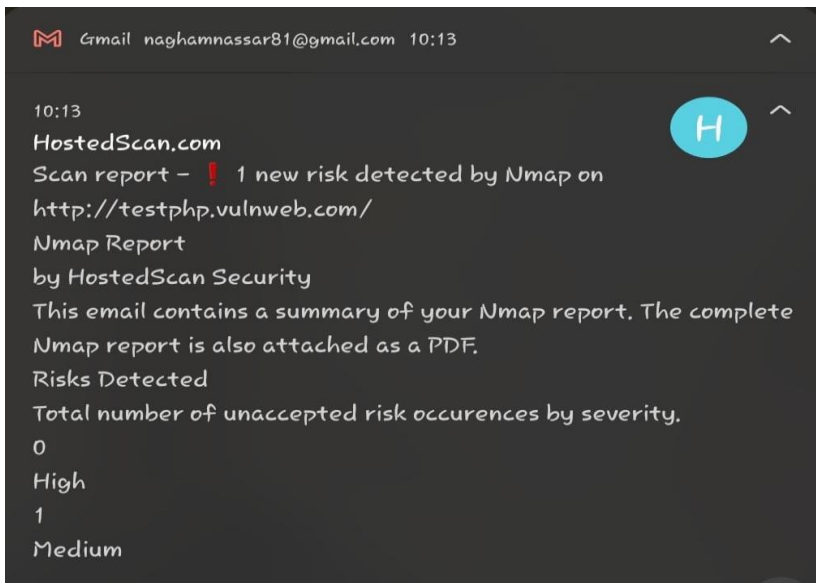 Gmail naghamnassar81@gmail.com 10:13
10:13
HostedScan.com
Scan report - ❗ 1 new risk detected by Nmap on
http://testphp.vulnweb.com/
Nmap Report
by HostedScan Security
This email contains a summary of your Nmap report. The complete
Nmap report is also attached as a PDF.
Risks Detected
Total number of unaccepted risk occurences by severity.
0
High
1
Medium
H